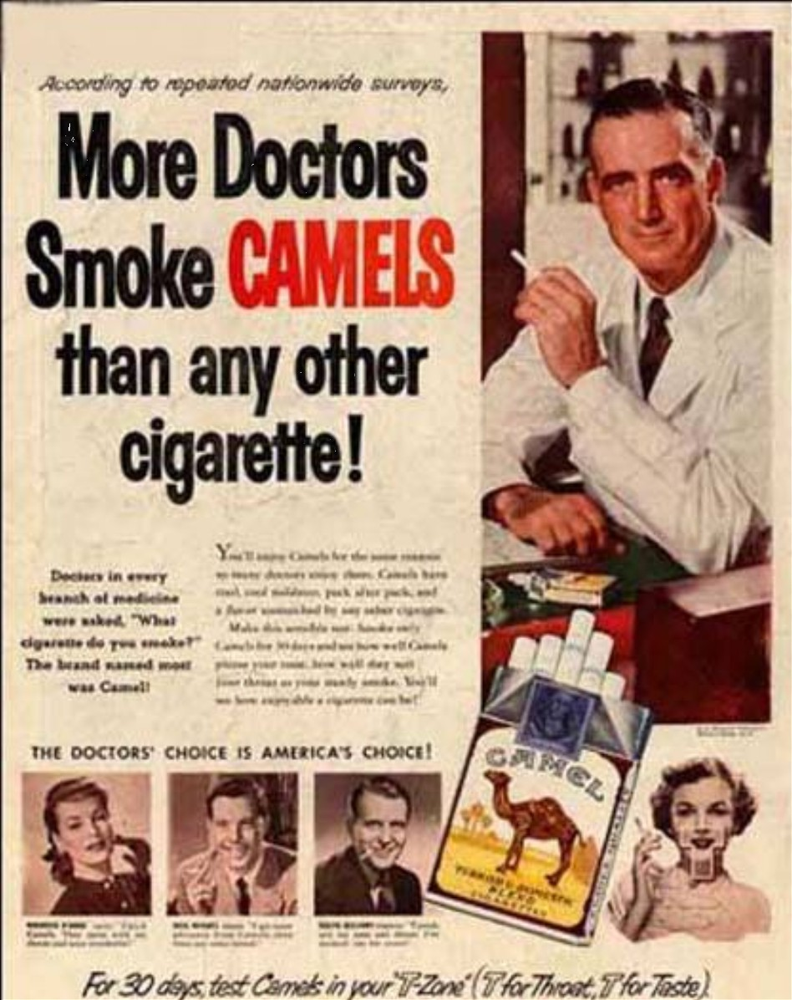 According to repeated nationwide surveys,
More Doctors
Smoke CAMELS
than any other
cigarette!
Doctors in every
branch of medicine
were asked, "What
cigarette do you smoke?"
The brand named most
was Camel!
You'll enjoy Camels for the same reasons
so many doctors enjoy them. Camels have
cool, cool mildness, pack after pack, and
a flavor unmatched by any other cigarette.
Make this sensible test: Smoke only
Camels for 30 days and see how well Camels
please your taste, how well they suit
your throat as your steady smoke. You'll
see how enjoyable a cigarette can be!
THE DOCTORS' CHOICE IS AMERICA'S CHOICE!
CAMEL
TURKISH & DOMESTIC
BLEND
CIGARETTES
For 30 days, test Camels in your "T-Zone" (T for Throat, T for Taste).